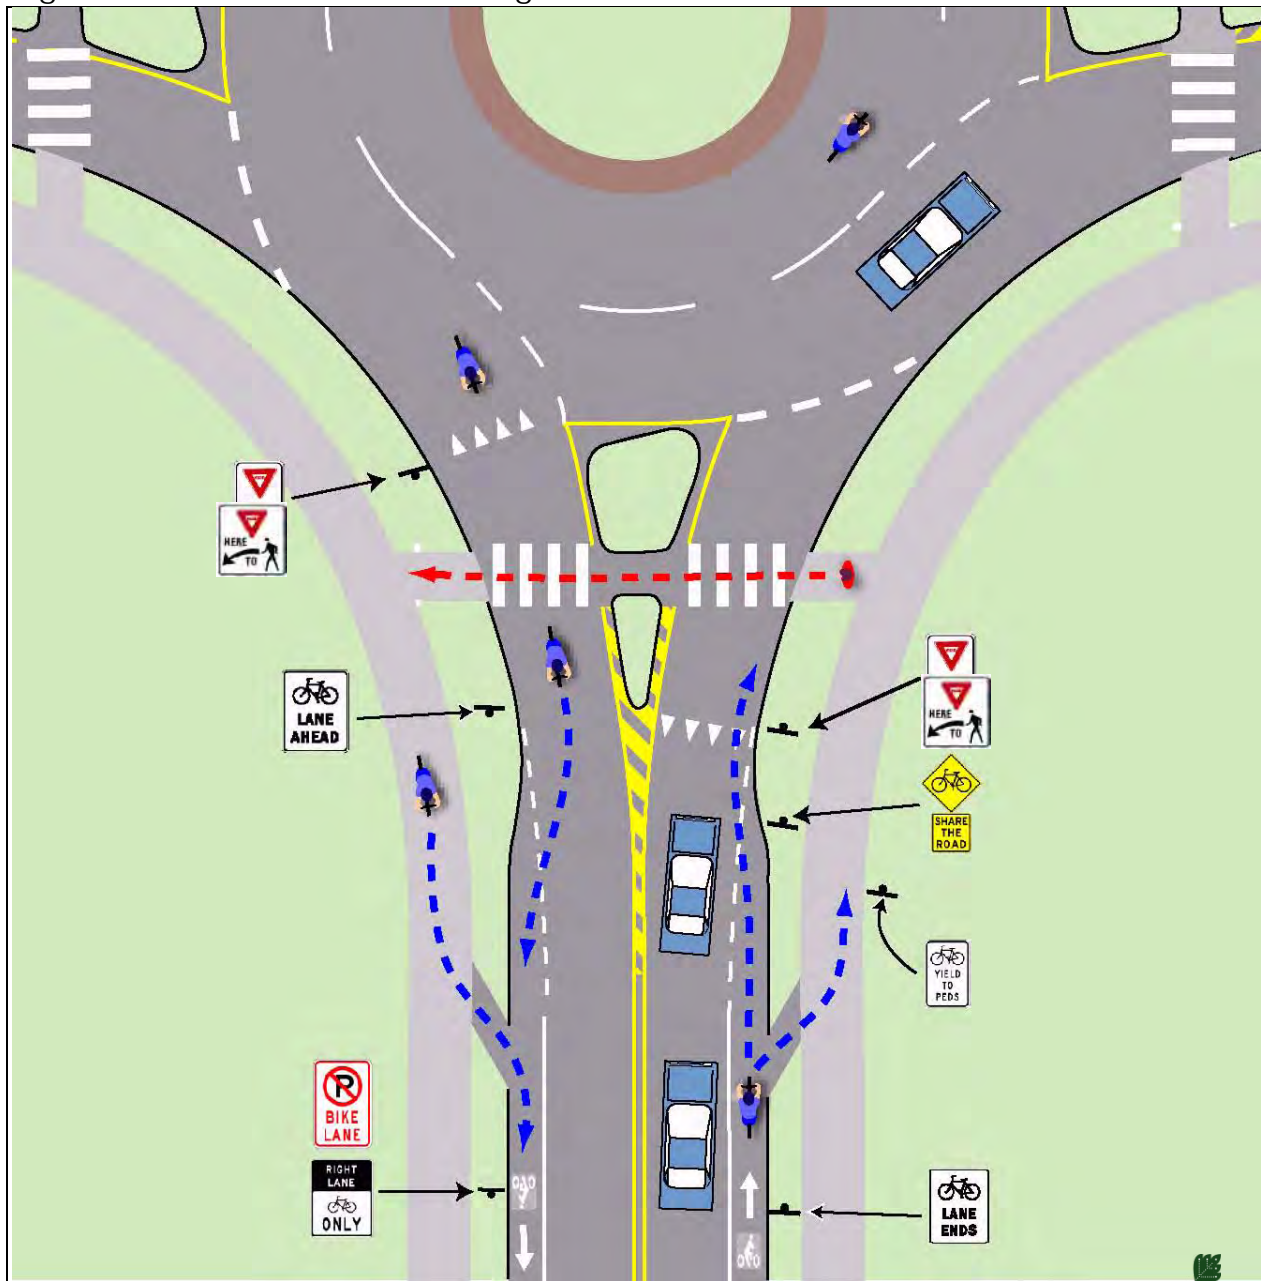 HERE
TO
LANE
AHEAD
HERE
TO
SHARE
THE
ROAD
YIELD
TO
PEDS
P
BIKE
LANE
RIGHT
LANE
ONLY
LANE
ENDS